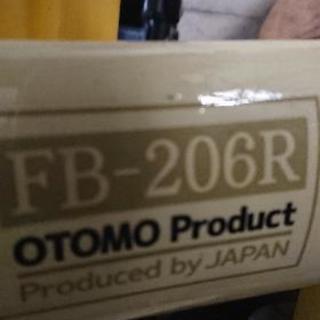 FB-206R
OTOMO Product
Produced by JAPAN